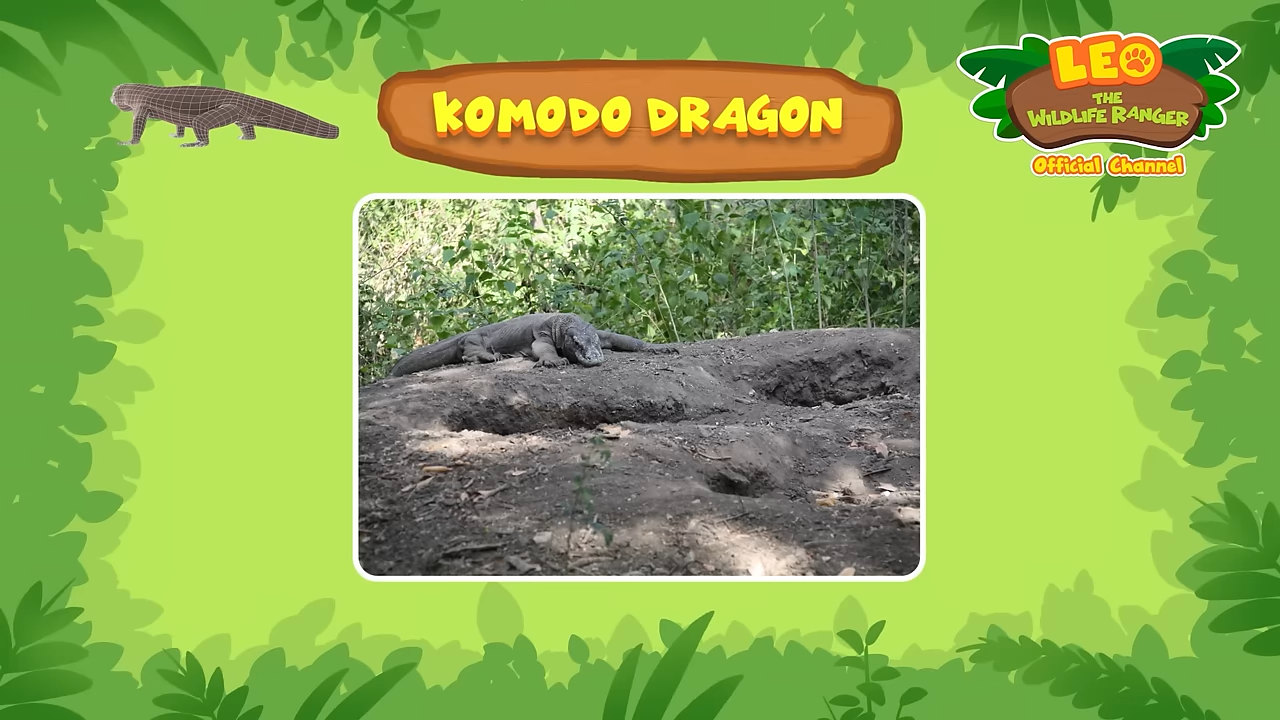 KOMODO DRAGON
LEO
THE
WILDLIFE RANGER
Official Channel